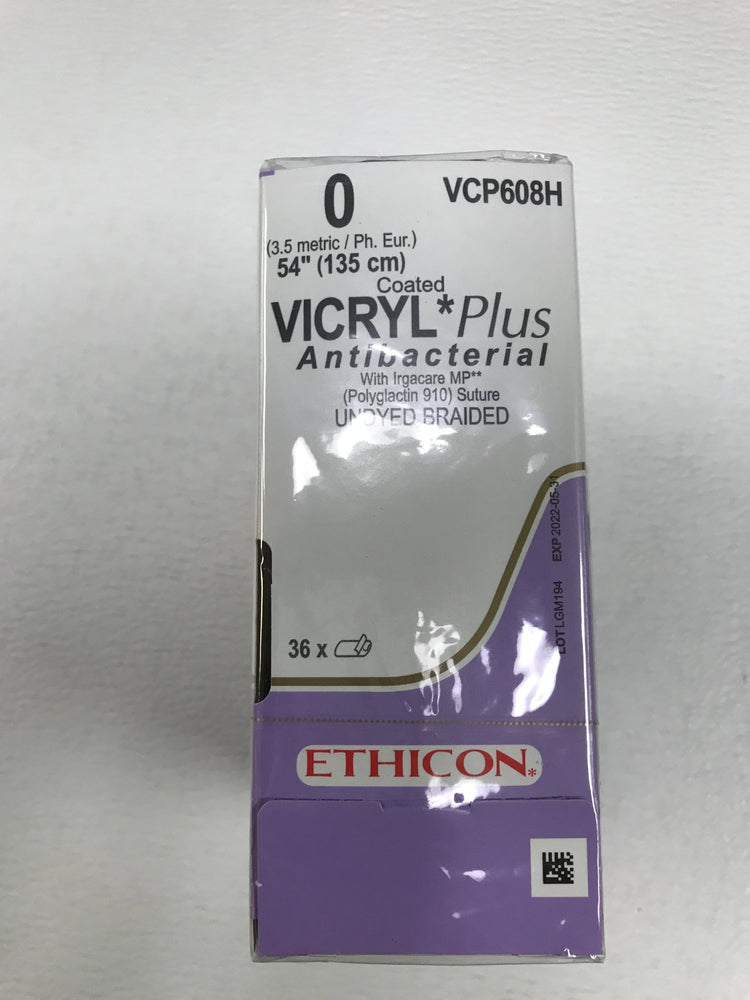 0
VCP608H
(3.5 metric / Ph. Eur.)
54" (135 cm)
Coated
VICRYL*Plus
Antibacterial
With Irgacare MP**
(Polyglactin 910) Suture
UNDYED BRAIDED
36 x
LOT LGM194 EXP 2022-05-31
ETHICON*